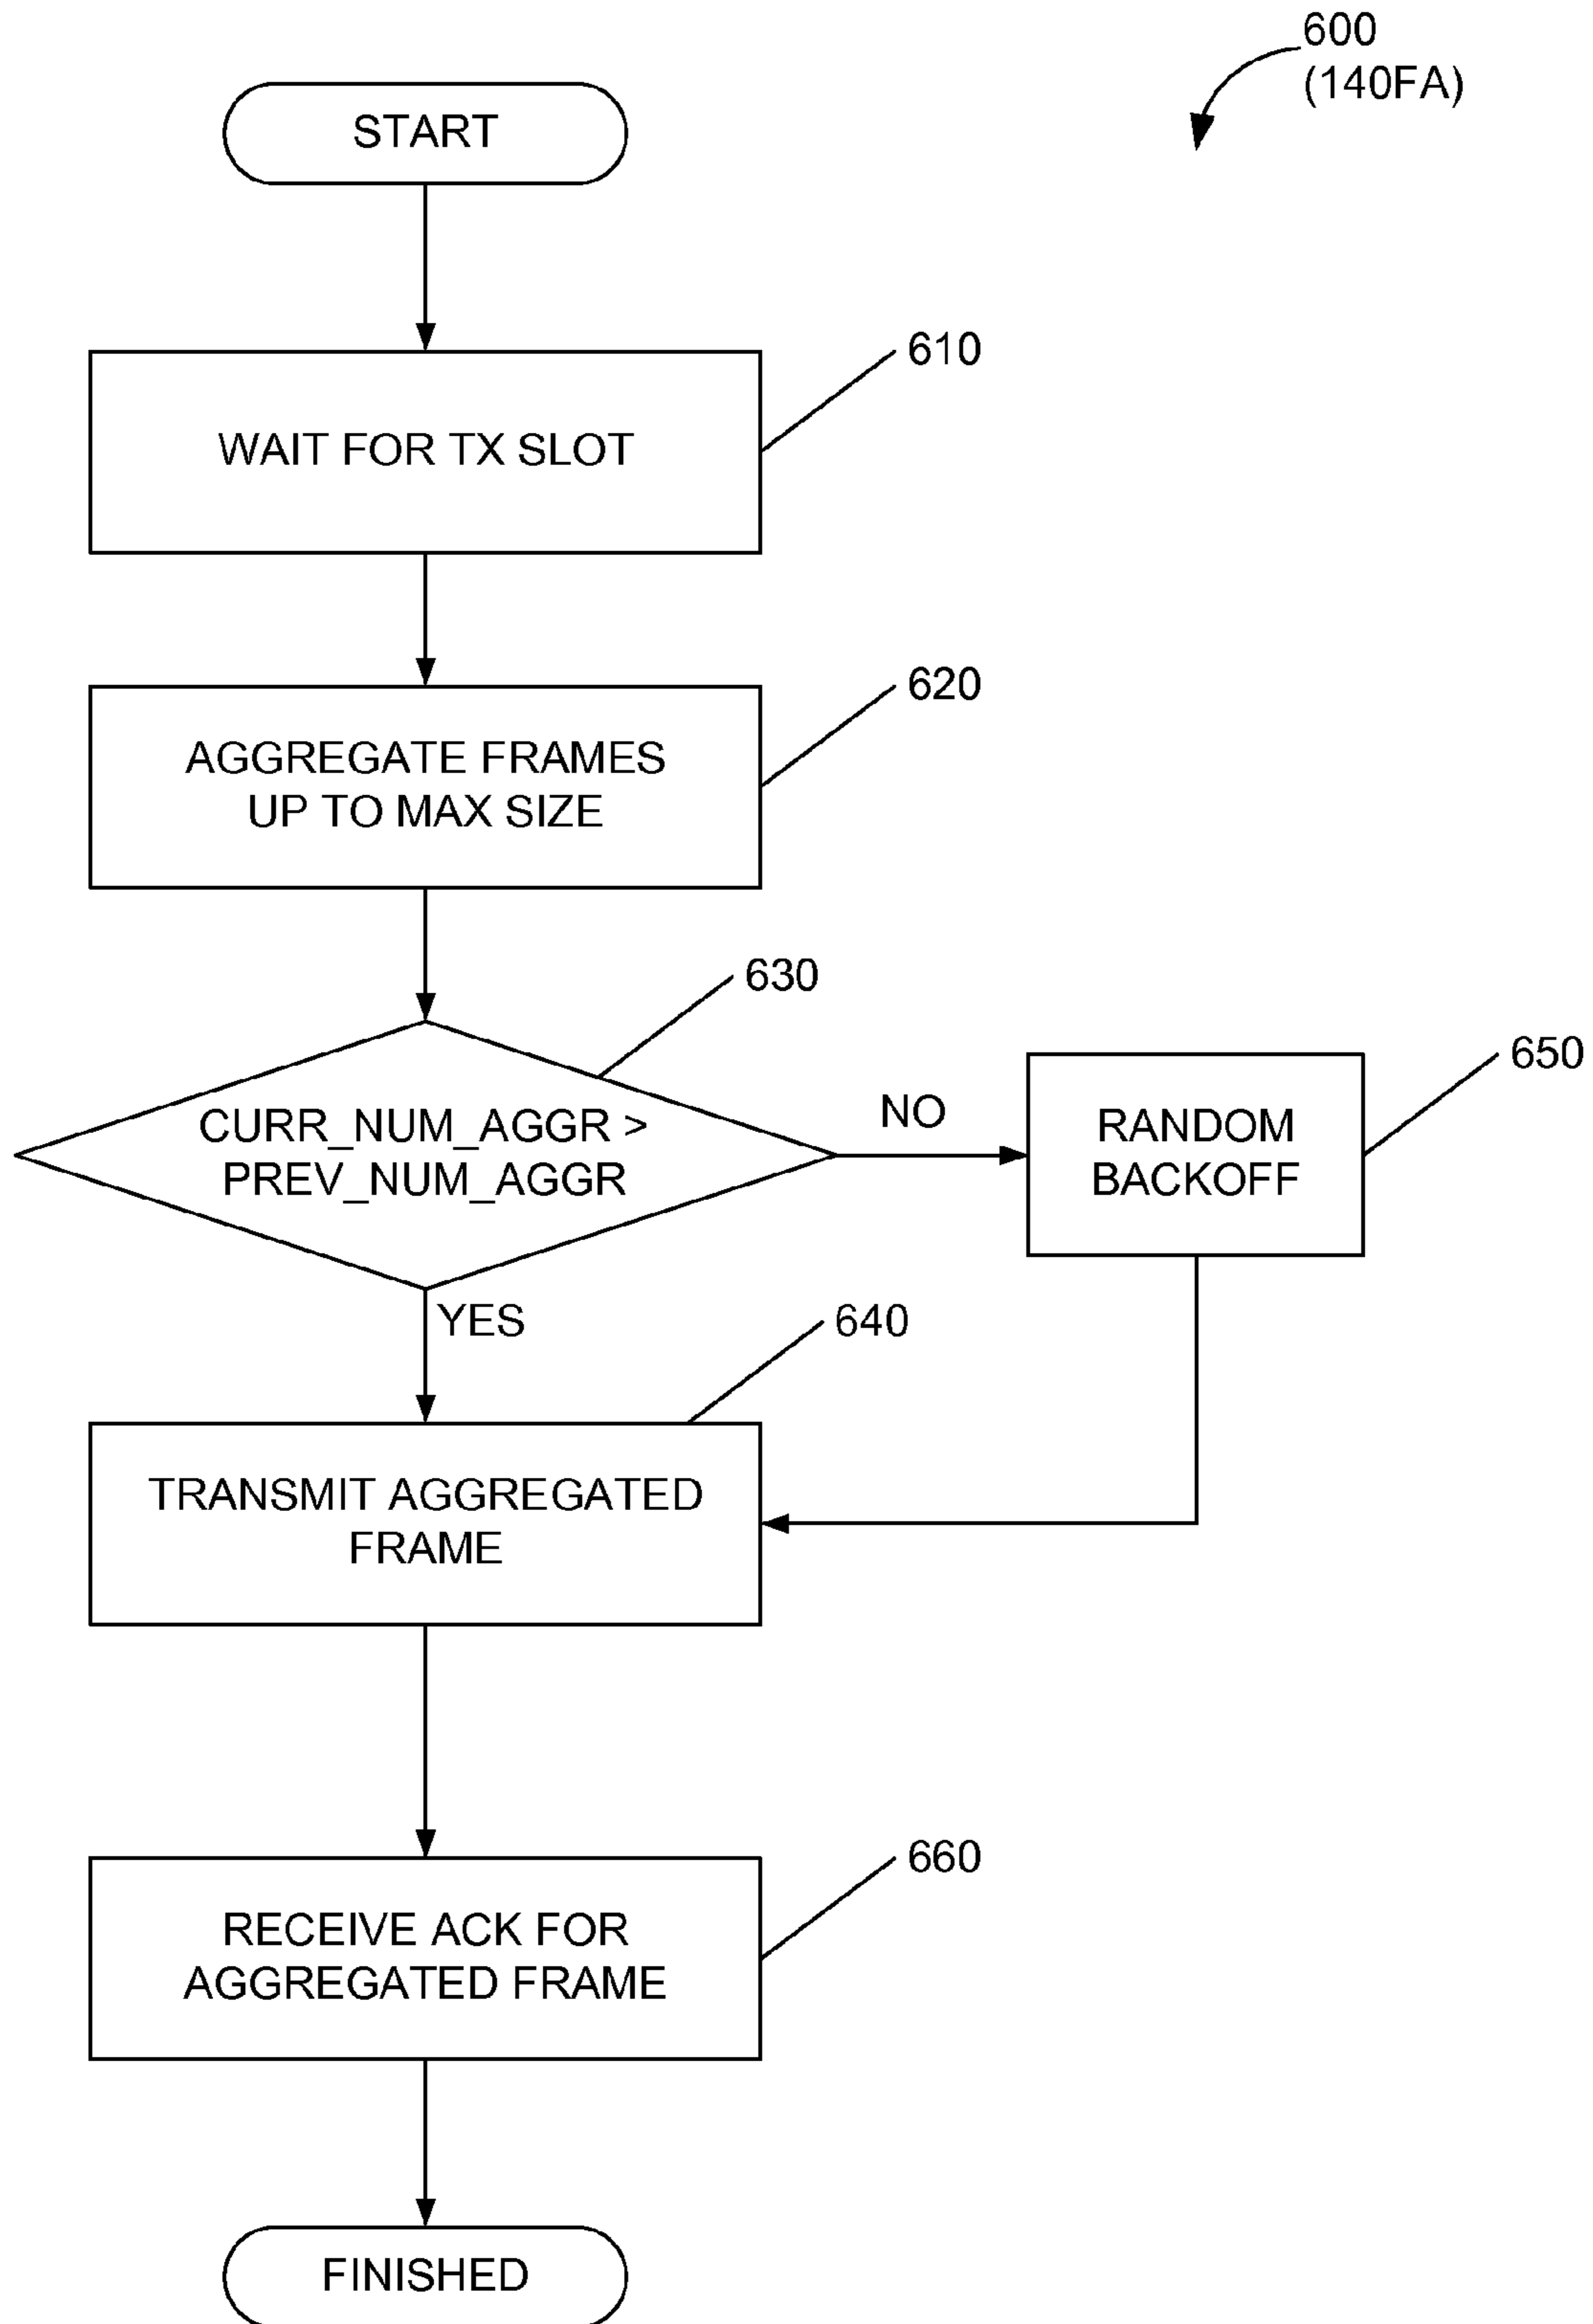 600
(140FA)
START
610
WAIT FOR TX SLOT
620
AGGREGATE FRAMES
UP TO MAX SIZE
630
CURR_NUM_AGGR >
PREV_NUM_AGGR
NO
650
RANDOM
BACKOFF
YES
640
TRANSMIT AGGREGATED
FRAME
660
RECEIVE ACK FOR
AGGREGATED FRAME
FINISHED